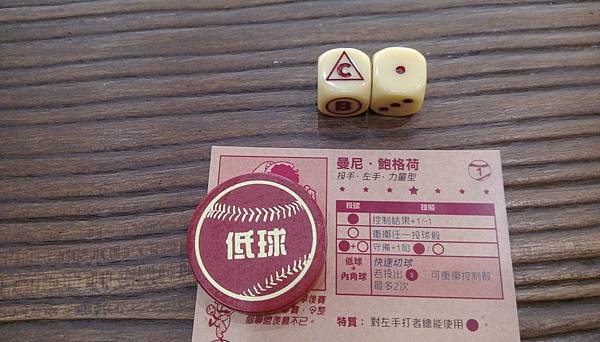 C
B
曼尼·鮑格荷
投手、左手、力量型
1
投球 技能
控制結果+1/-1
重擲任一投球骰
+ 守備+1和 /
低球
+
內角球
快速切球
若投出 S ,可重擲控制骰
最多2次
低球
特質: 對左手打者總能使用 。